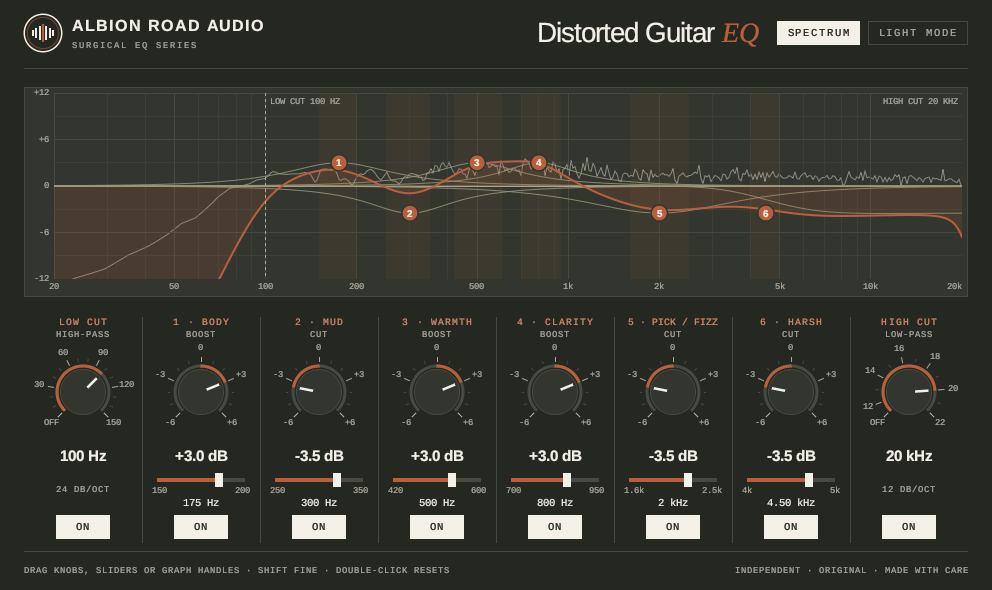 ALBION ROAD AUDIO
SURGICAL EQ SERIES
Distorted Guitar EQ
SPECTRUM
LIGHT MODE
+12
+6
0
-6
-12
LOW CUT 100 HZ
HIGH CUT 20 KHZ
1
2
3
4
5
6
20 50 100 200 500 1k 2k 5k 10k 20k
LOW CUT
HIGH-PASS
OFF 30 60 90 120 150
100 Hz
24 DB/OCT
ON
1 · BODY
BOOST
-6 -3 0 +3 +6
+3.0 dB
150 200
175 Hz
ON
2 · MUD
CUT
-6 -3 0 +3 +6
-3.5 dB
250 350
300 Hz
ON
3 · WARMTH
BOOST
-6 -3 0 +3 +6
+3.0 dB
420 600
500 Hz
ON
4 · CLARITY
BOOST
-6 -3 0 +3 +6
+3.0 dB
700 950
800 Hz
ON
5 · PICK / FIZZ
CUT
-6 -3 0 +3 +6
-3.5 dB
1.6k 2.5k
2 kHz
ON
6 · HARSH
CUT
-6 -3 0 +3 +6
-3.5 dB
4k 5k
4.50 kHz
ON
HIGH CUT
LOW-PASS
OFF 12 14 16 18 20 22
20 kHz
12 DB/OCT
ON
DRAG KNOBS, SLIDERS OR GRAPH HANDLES · SHIFT FINE · DOUBLE-CLICK RESETS
INDEPENDENT · ORIGINAL · MADE WITH CARE